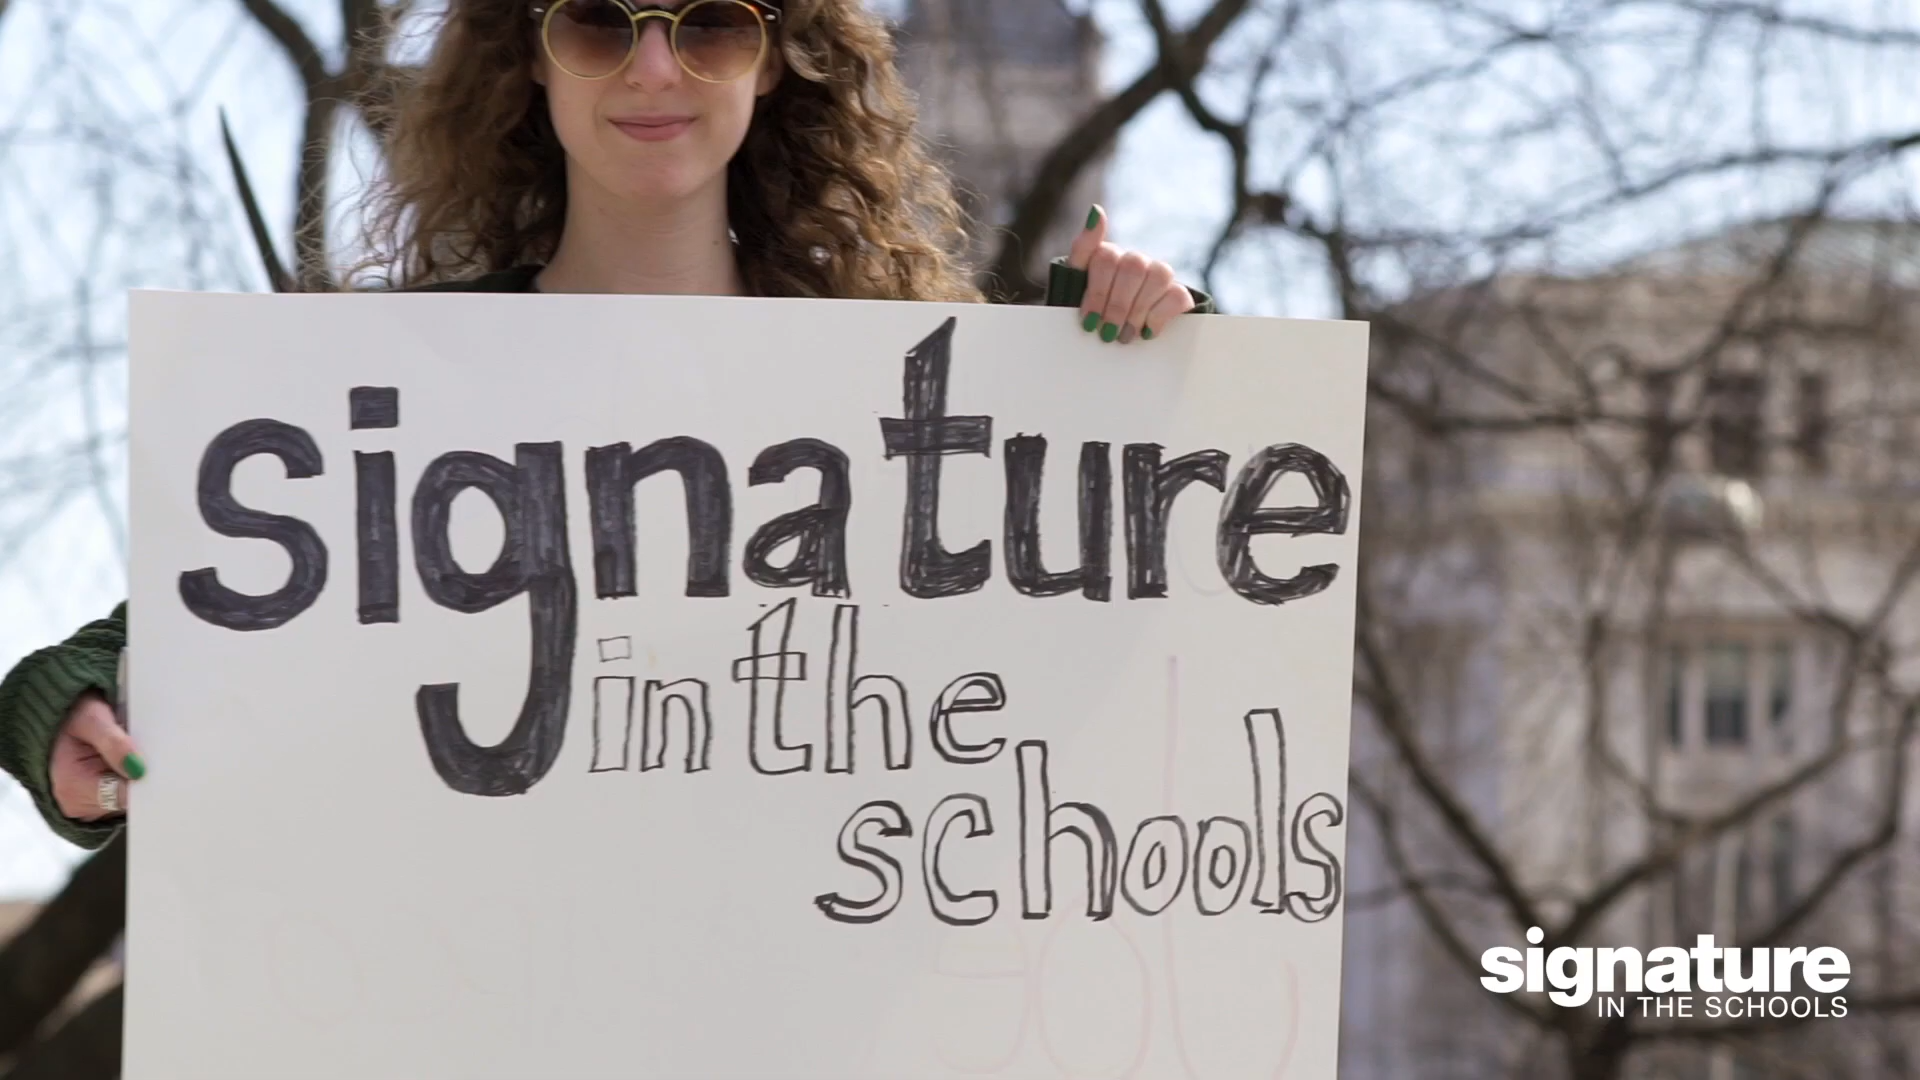 signature
in the
schools
signature
IN THE SCHOOLS